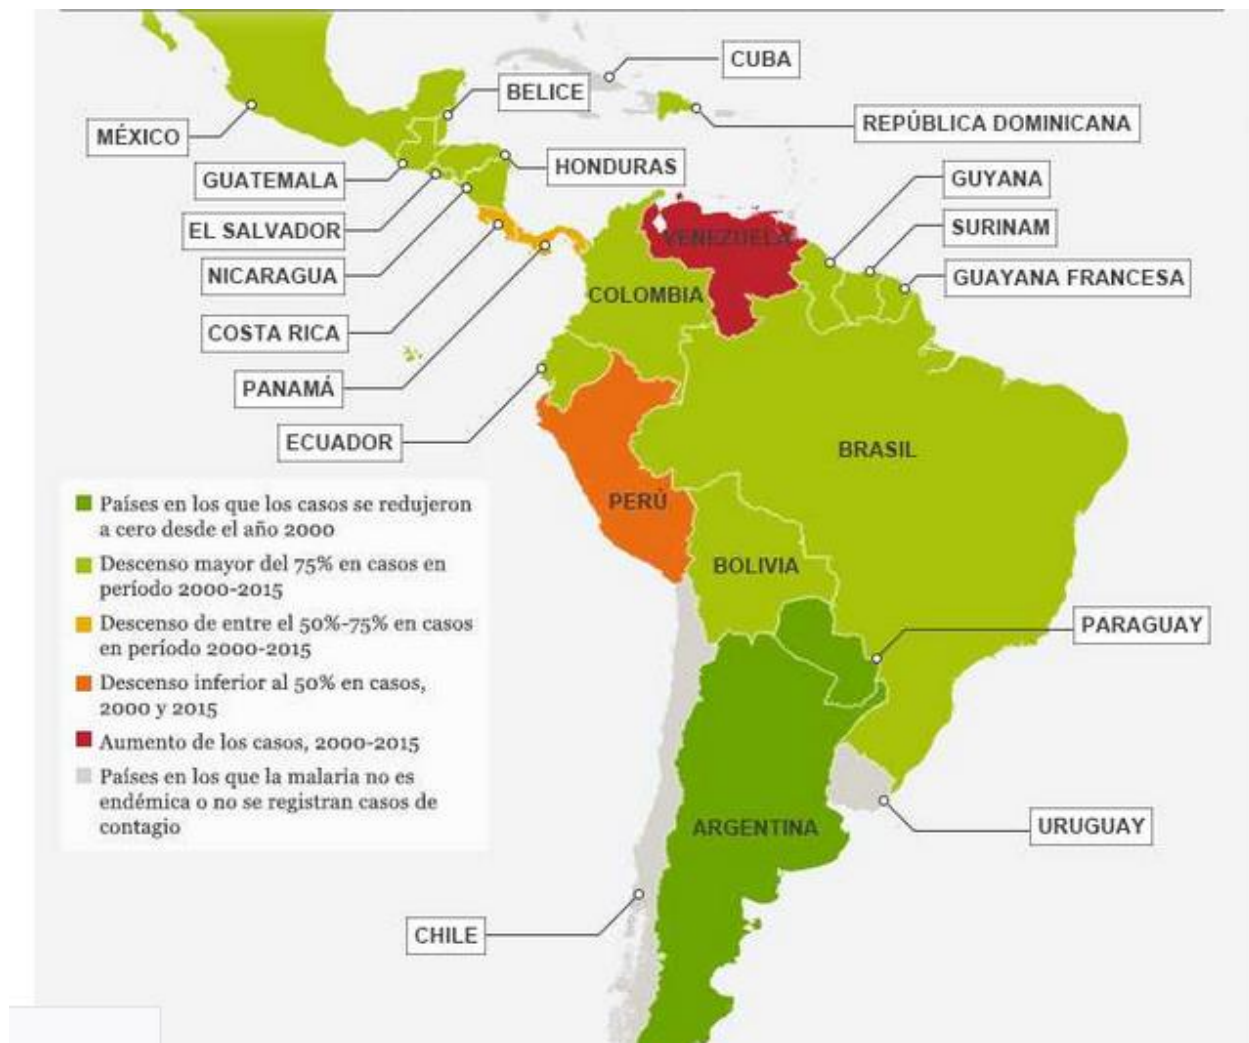 CUBA
BELICE
REPÚBLICA DOMINICANA
MÉXICO
HONDURAS
GUATEMALA
GUYANA
EL SALVADOR
SURINAM
VENEZUELA
NICARAGUA
GUAYANA FRANCESA
COLOMBIA
COSTA RICA
PANAMÁ
ECUADOR
BRASIL
PERÚ
BOLIVIA
PARAGUAY
ARGENTINA
URUGUAY
CHILE
Países en los que los casos se redujeron
a cero desde el año 2000
Descenso mayor del 75% en casos en
período 2000-2015
Descenso de entre el 50%-75% en casos
en período 2000-2015
Descenso inferior al 50% en casos,
2000 y 2015
Aumento de los casos, 2000-2015
Países en los que la malaria no es
endémica o no se registran casos de
contagio